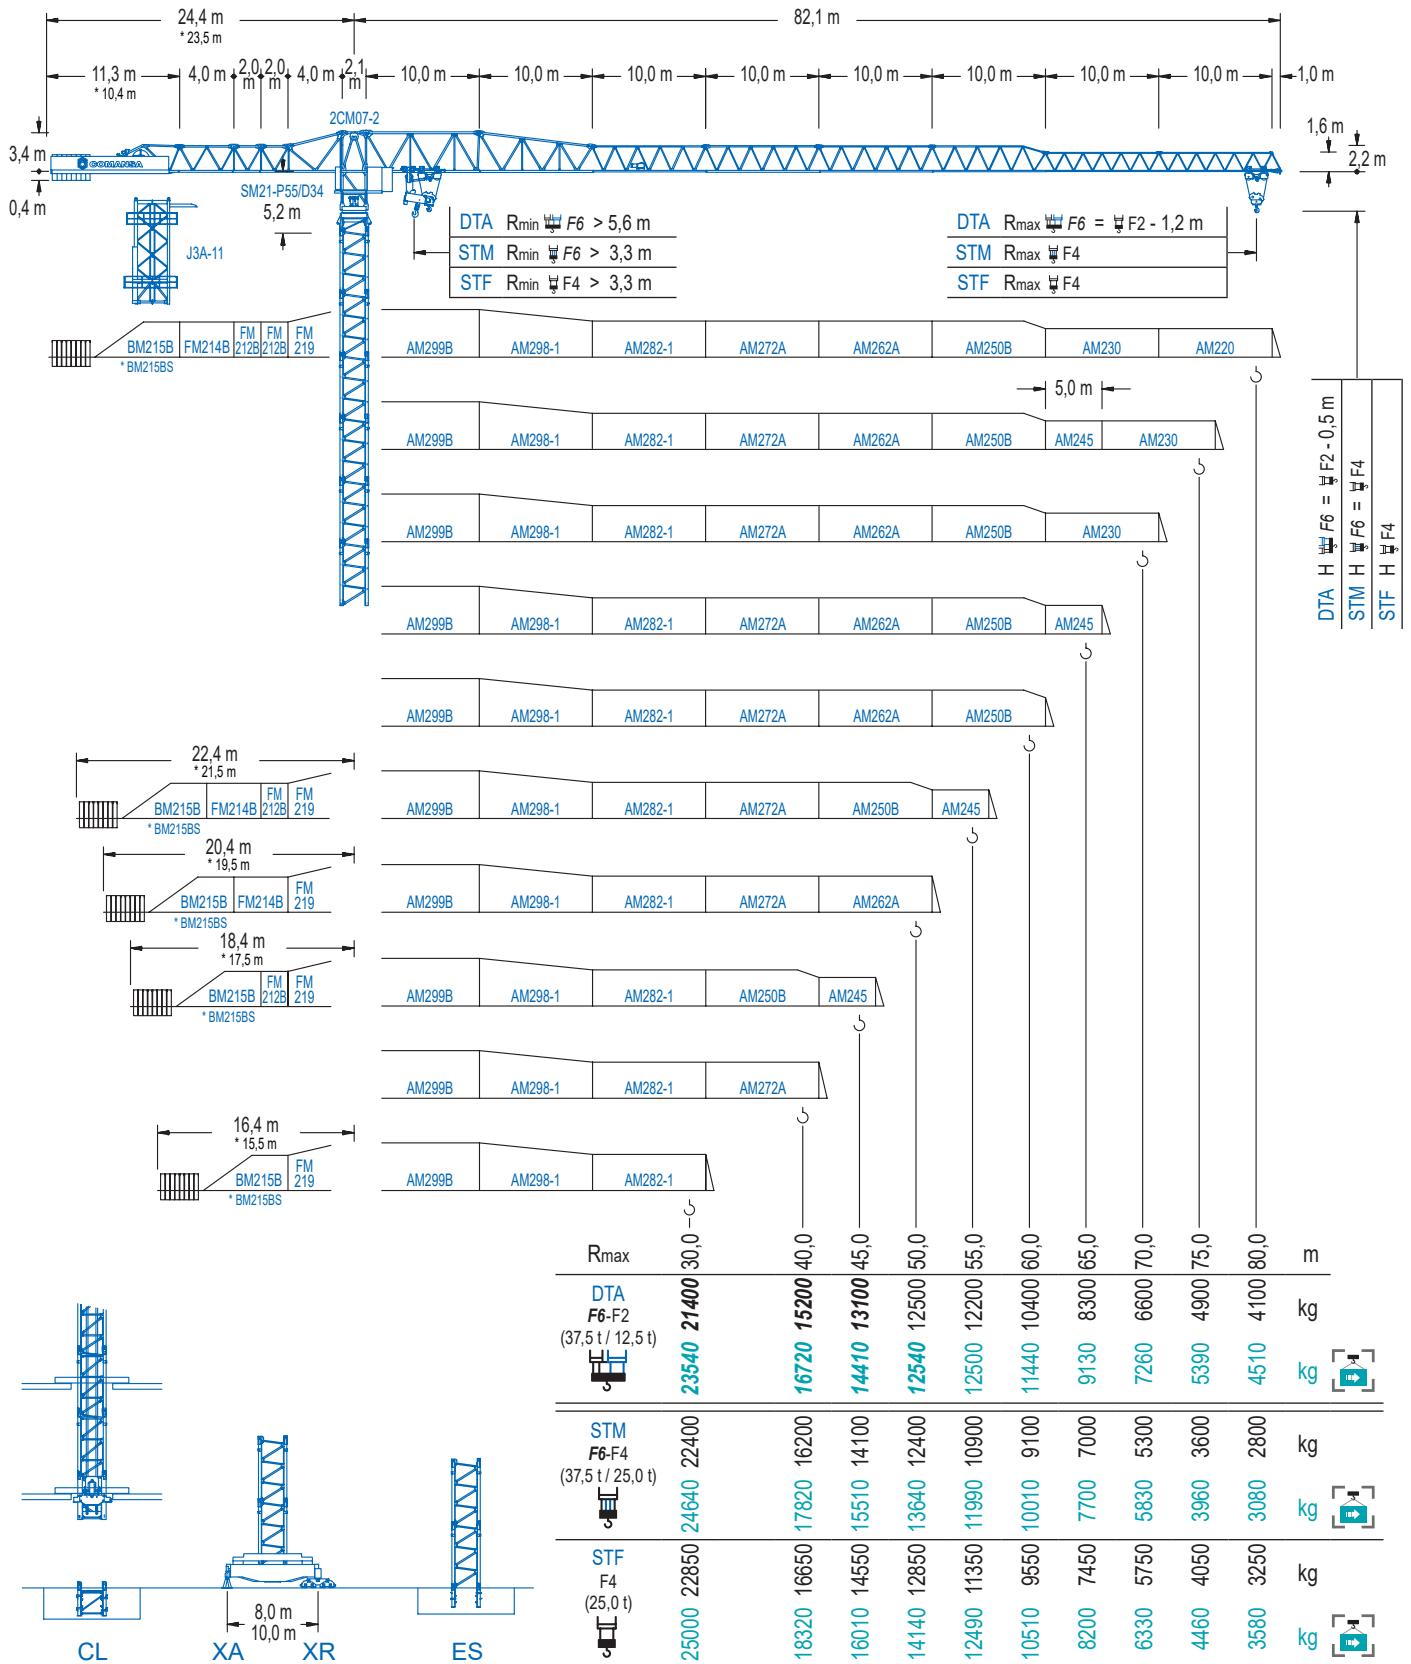 24,4 m
* 23,5 m
82,1 m
11,3 m
* 10,4 m
4,0 m
2,0 m
2,0 m
4,0 m
2,1 m
10,0 m
10,0 m
10,0 m
10,0 m
10,0 m
10,0 m
10,0 m
10,0 m
1,0 m
2CM07-2
3,4 m
0,4 m
COMANSA
SM21-P55/D34
5,2 m
1,6 m
2,2 m
J3A-11
DTA Rmin F6 > 5,6 m
STM Rmin F6 > 3,3 m
STF Rmin F4 > 3,3 m
DTA Rmax F6 = F2 - 1,2 m
STM Rmax F4
STF Rmax F4
BM215B FM214B FM 212B FM 212B FM 219
* BM215BS
AM299B AM298-1 AM282-1 AM272A AM262A AM250B AM230 AM220
5,0 m
AM299B AM298-1 AM282-1 AM272A AM262A AM250B AM245 AM230
DTA H F6 = F2 - 0,5 m
STM H F6 = F4
STF H F4
AM299B AM298-1 AM282-1 AM272A AM262A AM250B AM230
AM299B AM298-1 AM282-1 AM272A AM262A AM250B AM245
AM299B AM298-1 AM282-1 AM272A AM262A AM250B
22,4 m
* 21,5 m
BM215B FM214B FM 212B FM 219
* BM215BS
AM299B AM298-1 AM282-1 AM272A AM250B AM245
20,4 m
* 19,5 m
BM215B FM214B FM 219
* BM215BS
AM299B AM298-1 AM282-1 AM272A AM262A
18,4 m
* 17,5 m
BM215B FM 212B FM 219
* BM215BS
AM299B AM298-1 AM282-1 AM250B AM245
AM299B AM298-1 AM282-1 AM272A
16,4 m
* 15,5 m
BM215B FM 219
* BM215BS
AM299B AM298-1 AM282-1
Rmax 30,0 40,0 45,0 50,0 55,0 60,0 65,0 70,0 75,0 80,0 m
DTA
F6-F2
(37,5 t / 12,5 t)
21400 15200 13100 12500 12200 10400 8300 6600 4900 4100 kg
23540 16720 14410 12540 12500 11440 9130 7260 5390 4510 kg
STM
F6-F4
(37,5 t / 25,0 t)
22400 16200 14100 12400 10900 9100 7000 5300 3600 2800 kg
24640 17820 15510 13640 11990 10010 7700 5830 3960 3080 kg
STF
F4
(25,0 t)
22850 16650 14550 12850 11350 9550 7450 5750 4050 3250 kg
25000 18320 16010 14140 12490 10510 8200 6330 4460 3580 kg
8,0 m
10,0 m
CL
XA
XR
ES